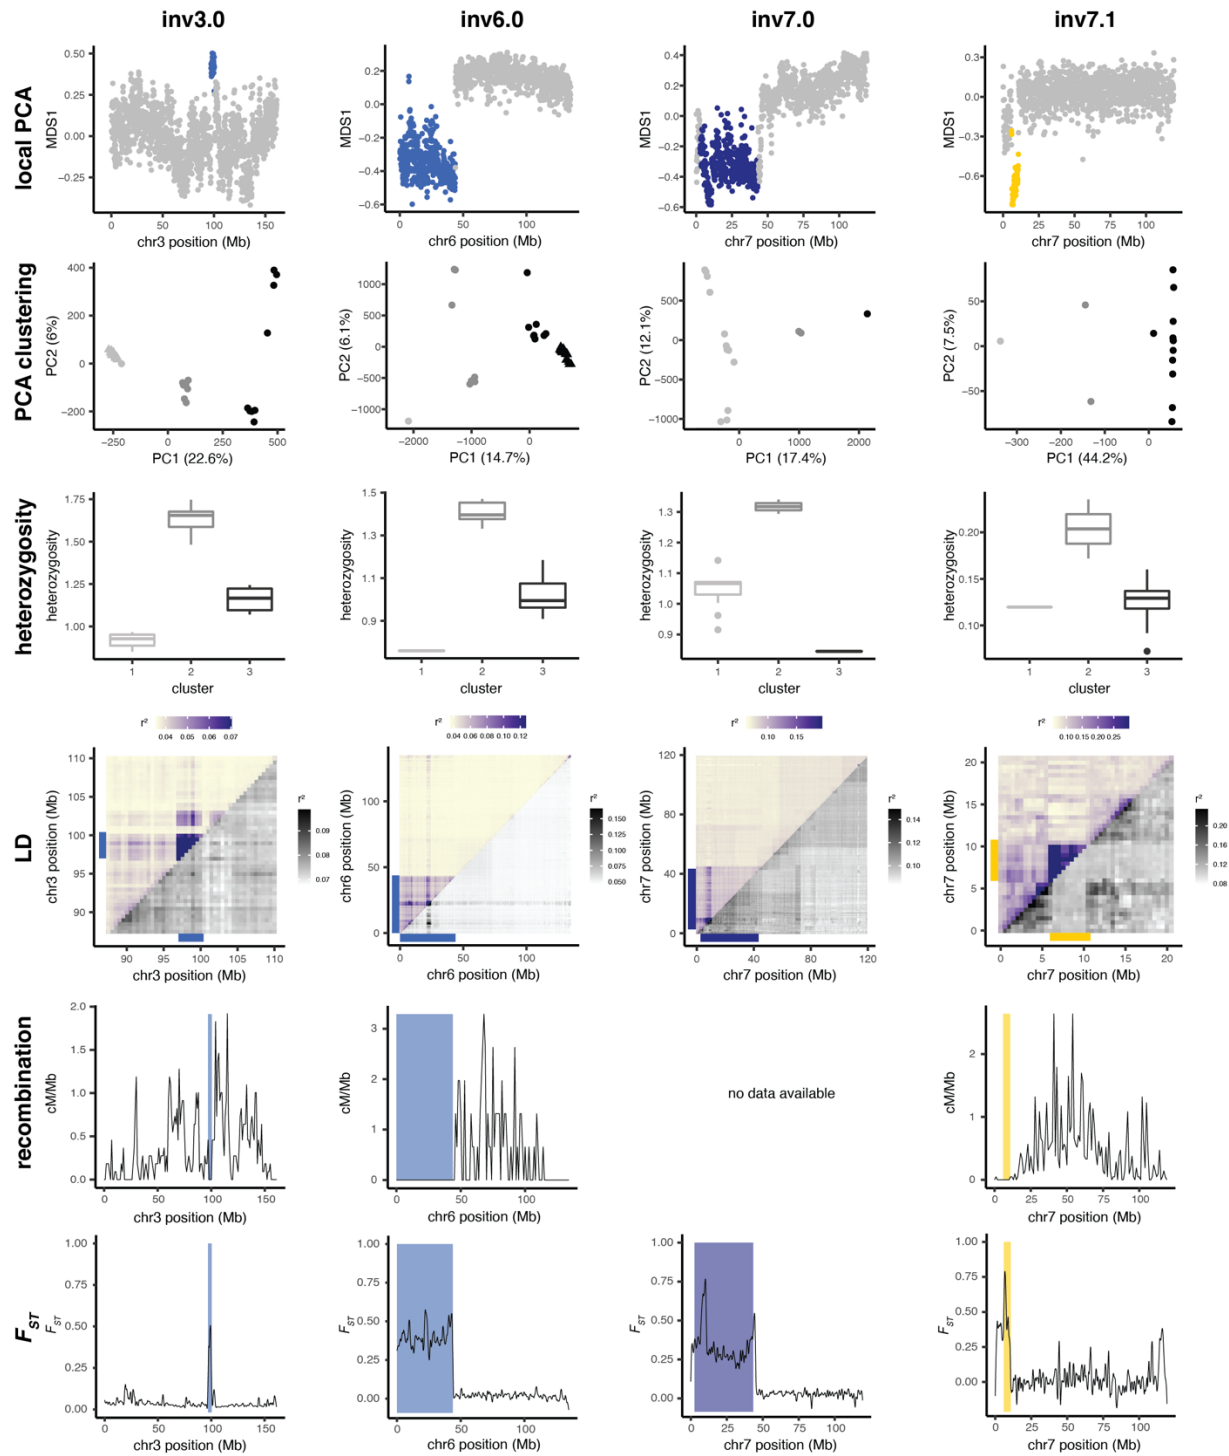 inv3.0 inv6.0 inv7.0 inv7.1
local PCA
MDS1
0.50
0.25
0.00
−0.25
0 50 100 150
chr3 position (Mb)
MDS1
0.2
0.0
−0.2
−0.4
−0.6
0 50 100
chr6 position (Mb)
MDS1
0.4
0.2
0.0
−0.2
−0.4
−0.6
0 25 50 75 100
chr7 position (Mb)
MDS1
0.3
0.0
−0.3
−0.6
0 25 50 75 100
chr7 position (Mb)
PCA clustering
PC2 (6%)
400
200
0
−200
−250 0 250 500
PC1 (22.6%)
PC2 (6.1%)
1000
500
0
−500
−1000
−2000 −1000 0
PC1 (14.7%)
PC2 (12.1%)
500
0
−500
−1000
0 1000 2000
PC1 (17.4%)
PC2 (7.5%)
50
0
−50
−300 −200 −100 0
PC1 (44.2%)
heterozygosity
heterozygosity
1.75
1.50
1.25
1.00
1 2 3
cluster
heterozygosity
1.5
1.3
1.1
0.9
1 2 3
cluster
heterozygosity
1.3
1.2
1.1
1.0
0.9
1 2 3
cluster
heterozygosity
0.20
0.15
0.10
1 2 3
cluster
LD
r²
0.04 0.05 0.06 0.07
chr3 position (Mb)
110
105
100
95
90
90 95 100 105 110
chr3 position (Mb)
r²
0.09
0.08
0.07
r²
0.04 0.06 0.08 0.10 0.12
chr6 position (Mb)
100
50
0
0 50 100
chr6 position (Mb)
r²
0.150
0.125
0.100
0.075
0.050
r²
0.10 0.15
chr7 position (Mb)
120
80
40
0
0 40 80 120
chr7 position (Mb)
r²
0.14
0.12
0.10
r²
0.10 0.15 0.20 0.25
chr7 position (Mb)
20
15
10
5
0
0 5 10 15 20
chr7 position (Mb)
r²
0.20
0.16
0.12
0.08
recombination
cM/Mb
2.0
1.5
1.0
0.5
0.0
0 50 100 150
chr3 position (Mb)
cM/Mb
3
2
1
0
0 50 100
chr6 position (Mb)
no data available
cM/Mb
2
1
0
0 25 50 75 100
chr7 position (Mb)
FST
FST
1.00
0.75
0.50
0.25
0.00
0 50 100 150
chr3 position (Mb)
FST
1.00
0.75
0.50
0.25
0.00
0 50 100
chr6 position (Mb)
FST
1.00
0.75
0.50
0.25
0.00
0 25 50 75 100
chr7 position (Mb)
FST
1.00
0.75
0.50
0.25
0.00
0 25 50 75 100
chr7 position (Mb)